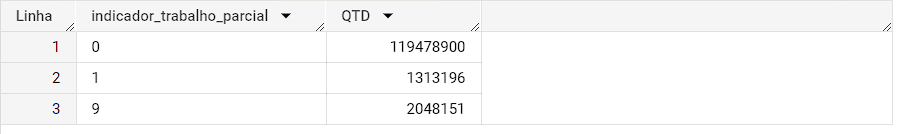 Linha indicador_trabalho_parcial QTD
1 0 119478900
2 1 1313196
3 9 2048151